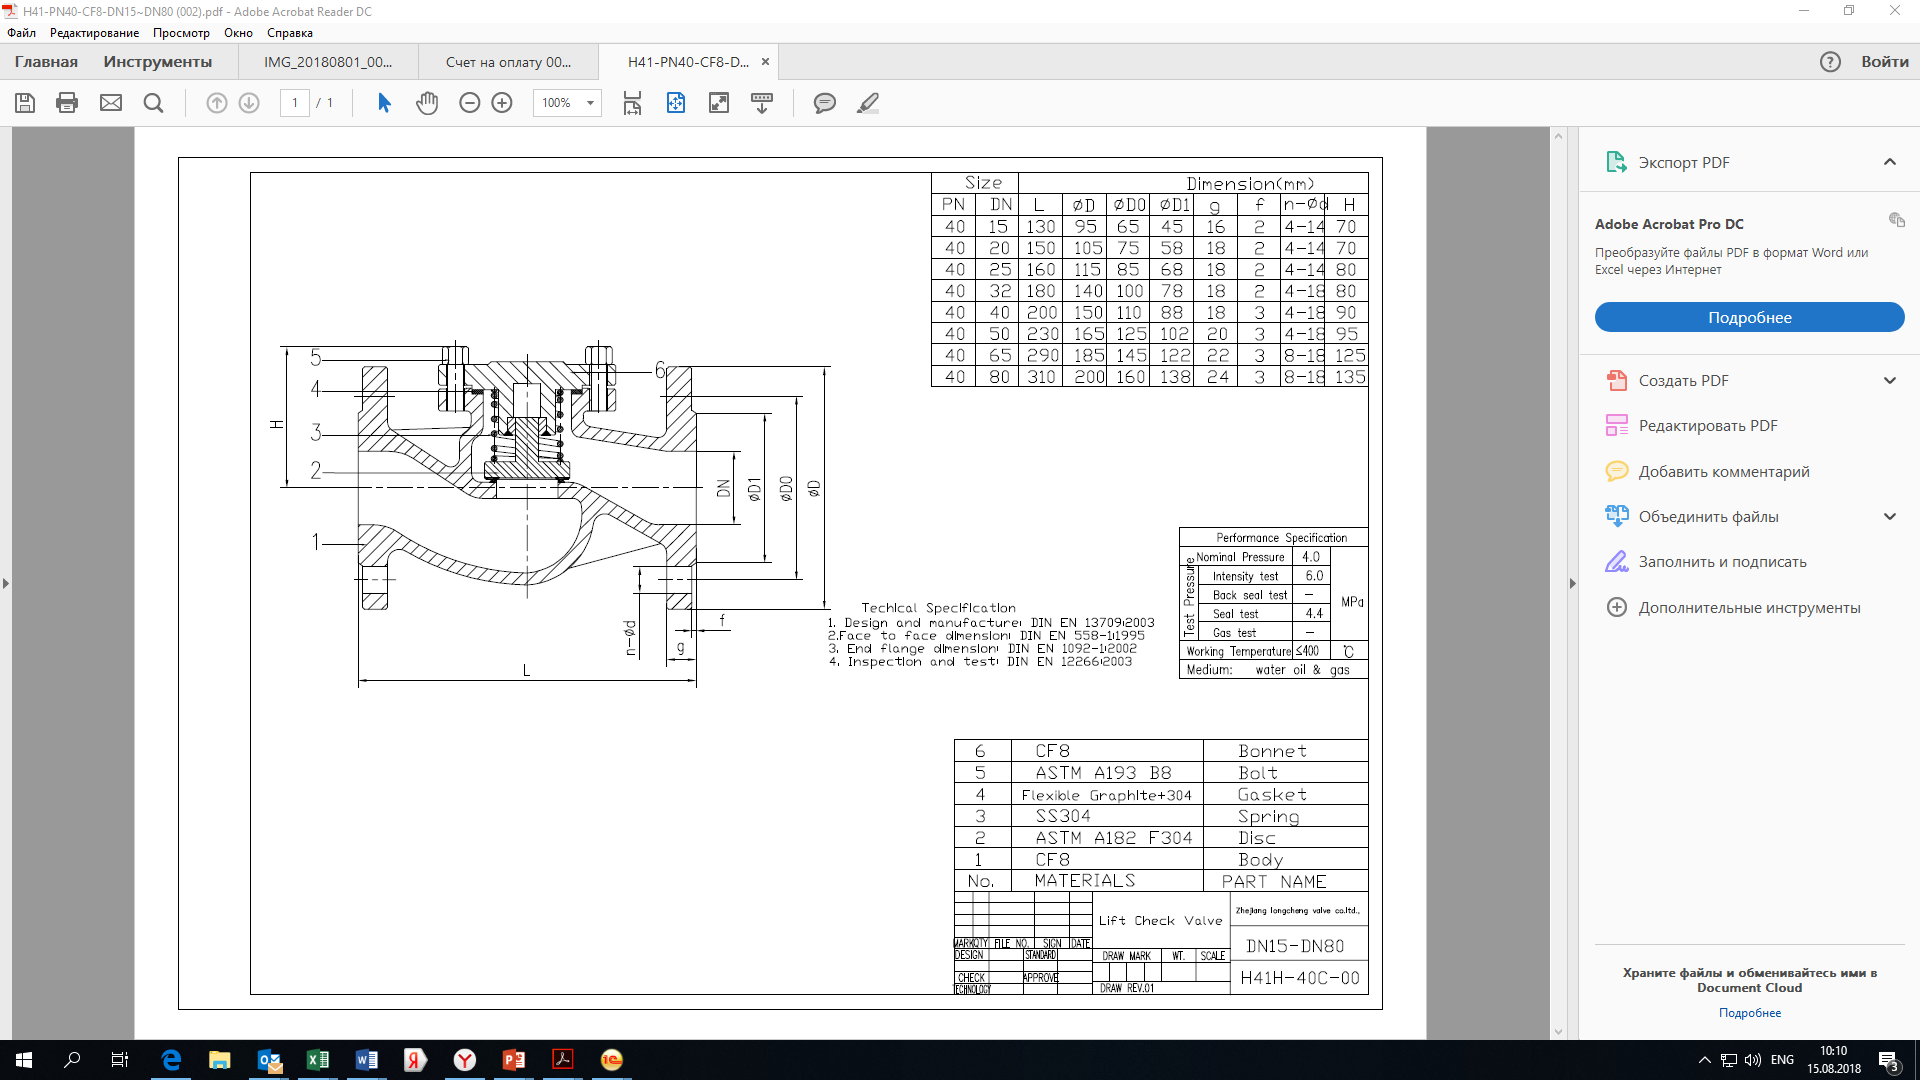 H41-PN40-CF8-DN15~DN80 (002).pdf - Adobe Acrobat Reader DC
Файл Редактирование Просмотр Окно Справка
Главная Инструменты IMG_20180801_00... Счет на оплату 00... H41-PN40-CF8-D... Войти
1 / 1 100%
Size Dimension(mm)
PN DN L ⌀D ⌀D0 ⌀D1 g f n-⌀d H
40 15 130 95 65 45 16 2 4-14 70
40 20 150 105 75 58 18 2 4-14 70
40 25 160 115 85 68 18 2 4-14 80
40 32 180 140 100 78 18 2 4-18 80
40 40 200 150 110 88 18 3 4-18 90
40 50 230 165 125 102 20 3 4-18 95
40 65 290 185 145 122 22 3 8-18 125
40 80 310 200 160 138 24 3 8-18 135
5
4
3
2
1
6
H
DN
⌀D1
⌀D0
⌀D
n-⌀d
f
g
L
Techical Specification
1. Design and manufacture: DIN EN 13709:2003
2.Face to face dimension: DIN EN 558-1:1995
3. End flange dimension: DIN EN 1092-1:2002
4. Inspection and test: DIN EN 12266:2003
Performance Specification
Nominal Pressure 4.0
Test Pressure
Intensity test 6.0
Back seal test —
MPa
Seal test 4.4
Gas test —
Working Temperature ≤400 ℃
Medium: water oil & gas
6 CF8 Bonnet
5 ASTM A193 B8 Bolt
4 Flexible Graphite+304 Gasket
3 SS304 Spring
2 ASTM A182 F304 Disc
1 CF8 Body
No. MATERIALS PART NAME
Lift Check Valve
Zhejiang longcheng valve co.ltd.,
DN15-DN80
H41H-40C-00
MARK QTY FILE NO. SIGN DATE
DESIGN STANDARD
CHECK APPROVE
TECHNOLOGY
DRAW MARK WT. SCALE
DRAW REV.01
Экспорт PDF
Adobe Acrobat Pro DC
Преобразуйте файлы PDF в формат Word или
Excel через Интернет
Подробнее
Создать PDF
Редактировать PDF
Добавить комментарий
Объединить файлы
Заполнить и подписать
Дополнительные инструменты
Храните файлы и обменивайтесь ими в
Document Cloud
Подробнее
ENG
10:10
15.08.2018
3